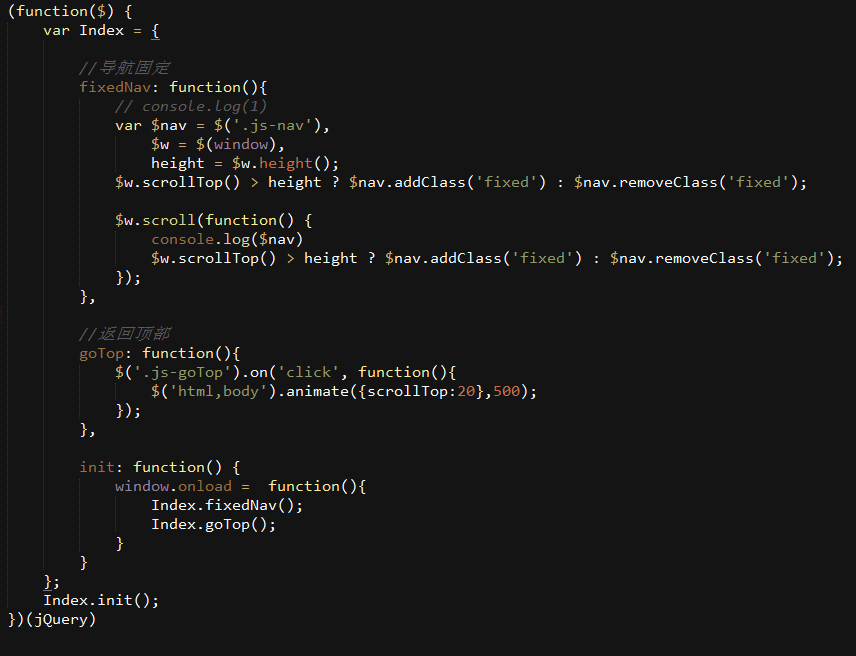 (function($) {
    var Index = {

        //导航固定
        fixedNav: function(){
            // console.log(1)
            var $nav = $('.js-nav'),
                $w = $(window),
                height = $w.height();
            $w.scrollTop() > height ? $nav.addClass('fixed') : $nav.removeClass('fixed');

            $w.scroll(function() {
                console.log($nav)
                $w.scrollTop() > height ? $nav.addClass('fixed') : $nav.removeClass('fixed');
            });
        },

        //返回顶部
        goTop: function(){
            $('.js-goTop').on('click', function(){
                $('html,body').animate({scrollTop:20},500);
            });
        },

        init: function() {
            window.onload =  function(){
                Index.fixedNav();
                Index.goTop();
            }
        }
    };
    Index.init();
})(jQuery)